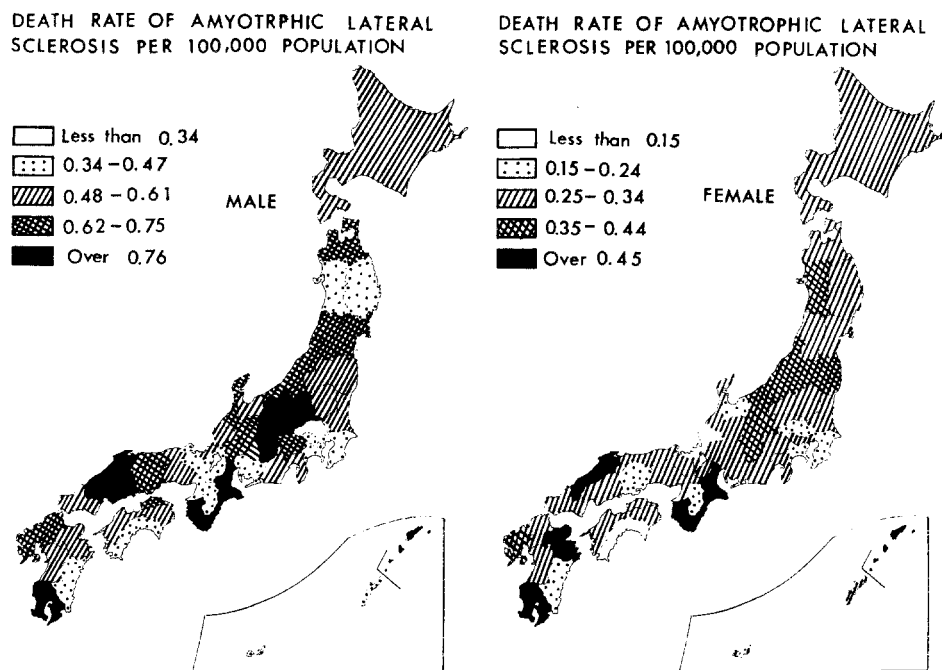 DEATH RATE OF AMYOTRPHIC LATERAL
SCLEROSIS PER 100,000 POPULATION
Less than 0.34
0.34-0.47
0.48-0.61
0.62-0.75
Over 0.76
MALE
DEATH RATE OF AMYOTROPHIC LATERAL
SCLEROSIS PER 100,000 POPULATION
Less than 0.15
0.15-0.24
0.25-0.34
0.35-0.44
Over 0.45
FEMALE